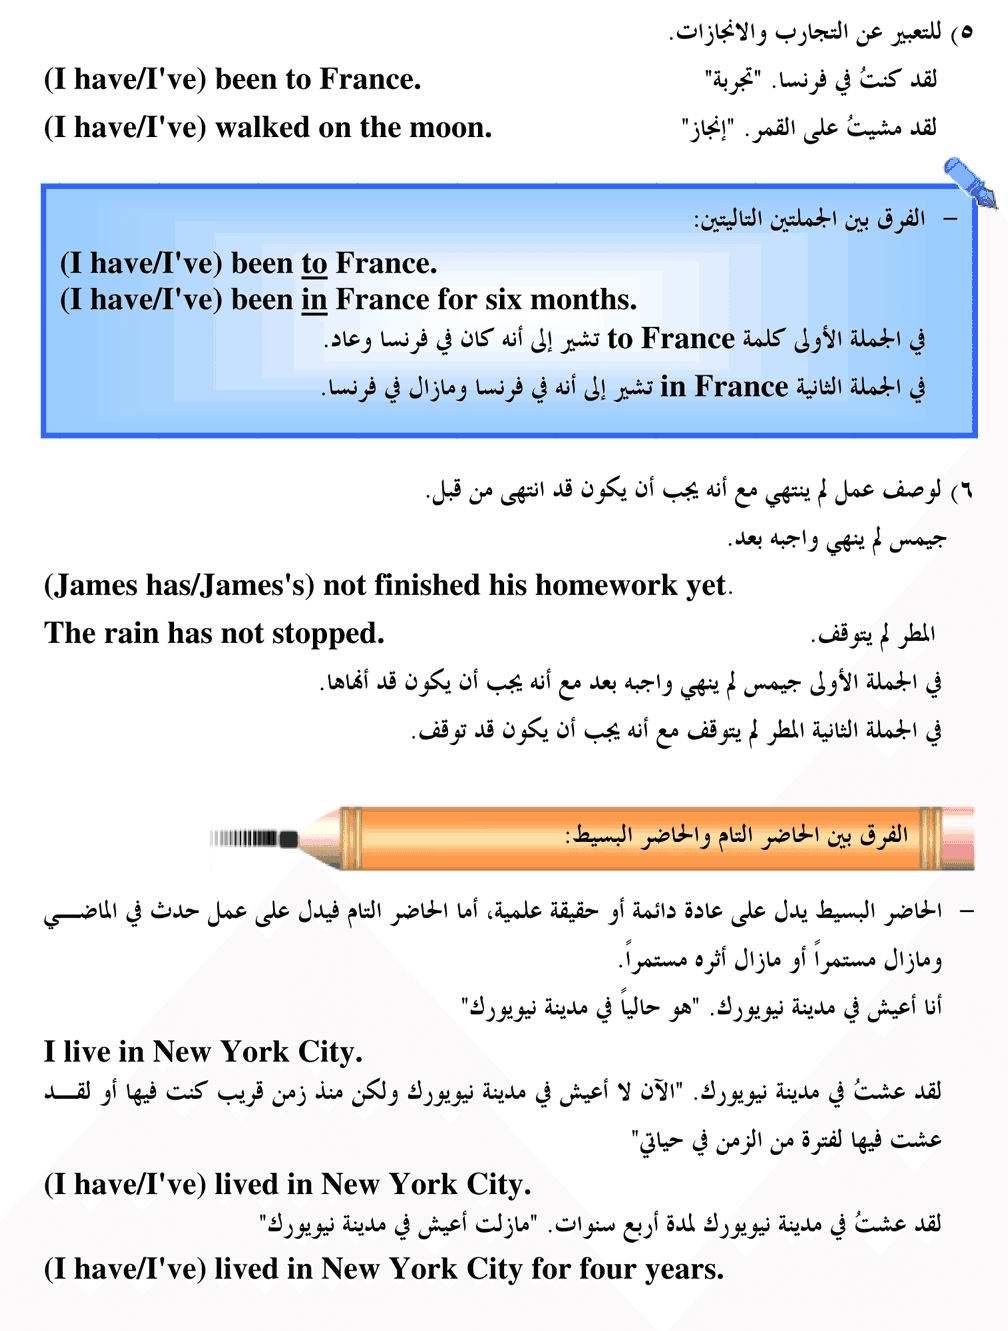 ٥) للتعبير عن التجارب والانجازات.
لقد كنتُ في فرنسا. "تجربة" (I have/I've) been to France.
لقد مشيتُ على القمر. "إنجاز" (I have/I've) walked on the moon.
– الفرق بين الجملتين التاليتين:
(I have/I've) been to France.
(I have/I've) been in France for six months.
في الجملة الأولى كلمة to France تشير إلى أنه كان في فرنسا وعاد.
في الجملة الثانية in France تشير إلى أنه في فرنسا ومازال في فرنسا.
٦) لوصف عمل لم ينتهي مع أنه يجب أن يكون قد انتهى من قبل.
جيمس لم ينهي واجبه بعد.
(James has/James's) not finished his homework yet.
المطر لم يتوقف. The rain has not stopped.
في الجملة الأولى جيمس لم ينهي واجبه بعد مع أنه يجب أن يكون قد أنهاها.
في الجملة الثانية المطر لم يتوقف مع أنه يجب أن يكون قد توقف.
الفرق بين الحاضر التام والحاضر البسيط:
– الحاضر البسيط يدل على عادة دائمة أو حقيقة علمية، أما الحاضر التام فيدل على عمل حدث في الماضـــي
ومازال مستمراً أو مازال أثره مستمراً.
أنا أعيش في مدينة نيويورك. "هو حالياً في مدينة نيويورك"
I live in New York City.
لقد عشتُ في مدينة نيويورك. "الآن لا أعيش في مدينة نيويورك ولكن منذ زمن قريب كنت فيها أو لقـــد
عشت فيها لفترة من الزمن في حياتي"
(I have/I've) lived in New York City.
لقد عشتُ في مدينة نيويورك لمدة أربع سنوات. "مازلت أعيش في مدينة نيويورك"
(I have/I've) lived in New York City for four years.